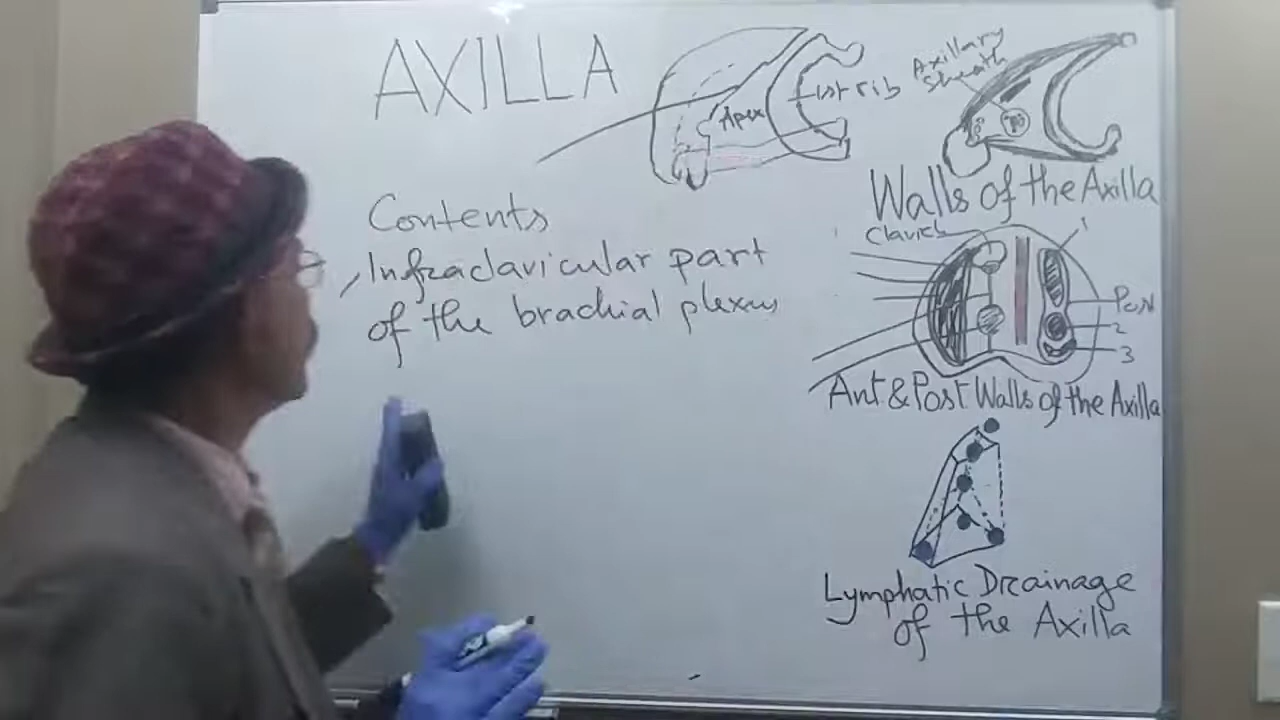 AXILLA
Apex
1st rib
Axillary
Sheath
Contents
Infraclavicular part
of the brachial plexus
Walls of the Axilla
Clavicle
1
PCN
2
3
Ant & Post Walls of the Axilla
Lymphatic Drainage
of the Axilla